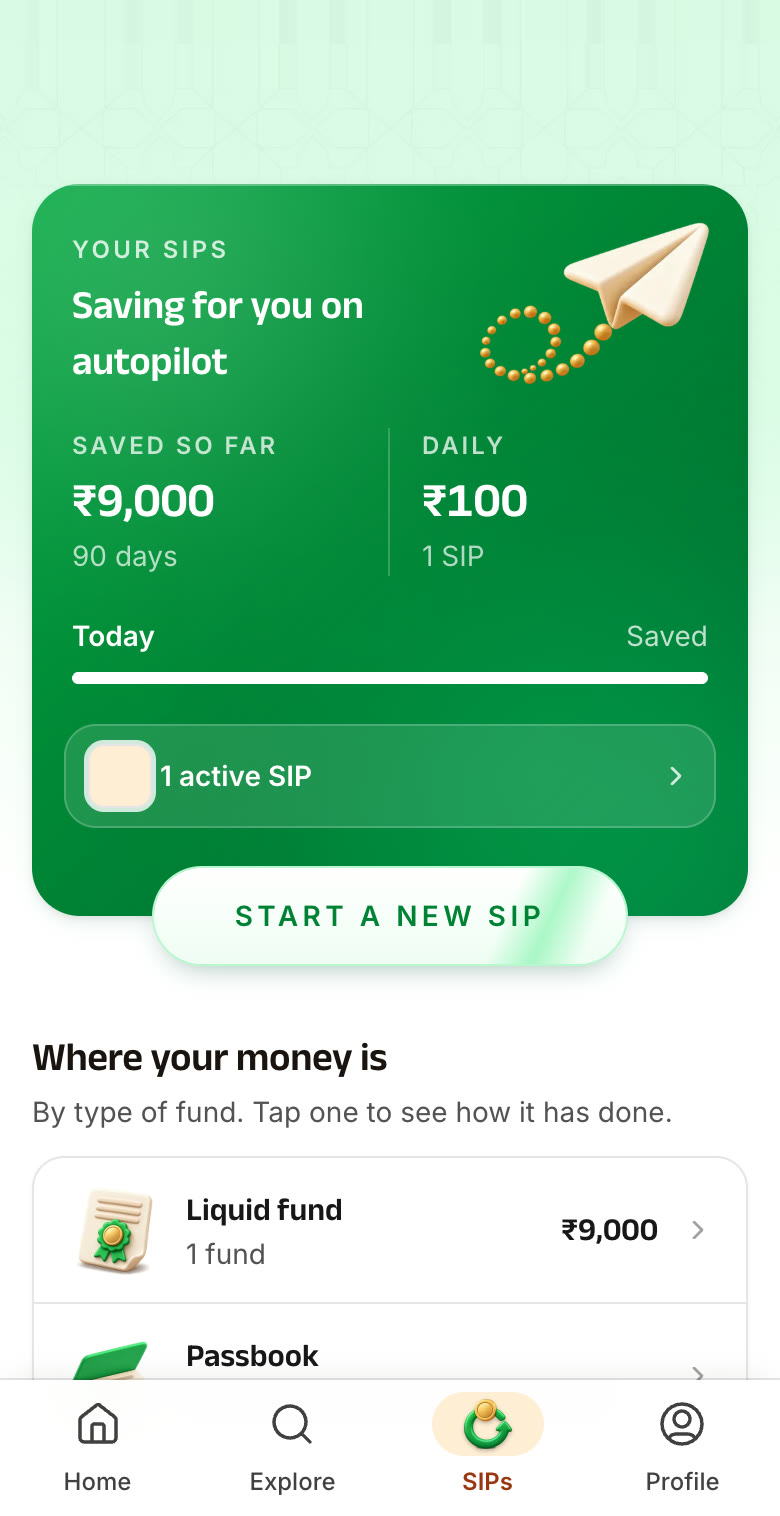 YOUR SIPS
Saving for you on
autopilot
SAVED SO FAR
₹9,000
90 days
DAILY
₹100
1 SIP
Today
Saved
1 active SIP
START A NEW SIP
Where your money is
By type of fund. Tap one to see how it has done.
Liquid fund
1 fund
₹9,000
Passbook
Home
Explore
SIPs
Profile